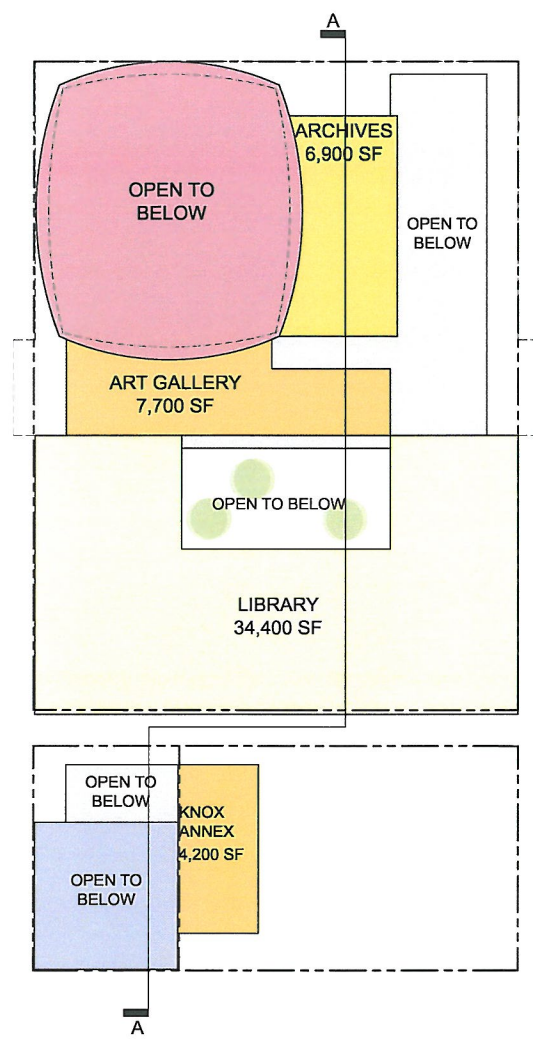 A
ARCHIVES
6,900 SF
OPEN TO
BELOW
OPEN TO
BELOW
ART GALLERY
7,700 SF
OPEN TO BELOW
LIBRARY
34,400 SF
OPEN TO
BELOW
KNOX
ANNEX
4,200 SF
OPEN TO
BELOW
A